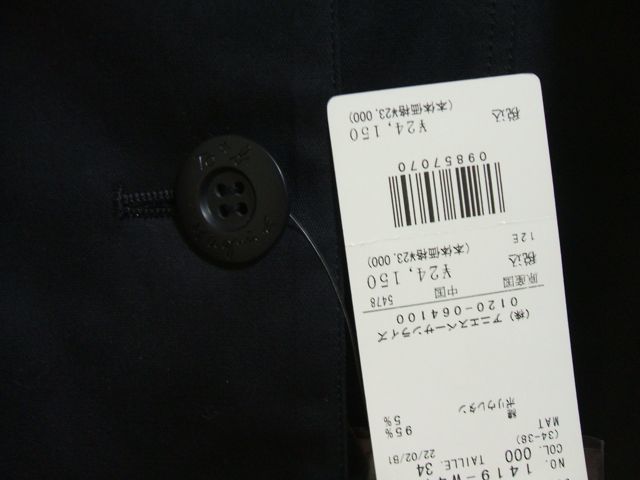 NO. 1419-W
COL. 000 TAILLE. 34
(34-38) 22/02/81
MAT
綿 95%
ポリウレタン 5%
(株)アニエスベーサンライズ
0120-064100
原産国 中国 5478
税込 ¥24,150
(本体価格¥23,000)
12E
09857070
税込 ¥24,150
(本体価格¥23,000)